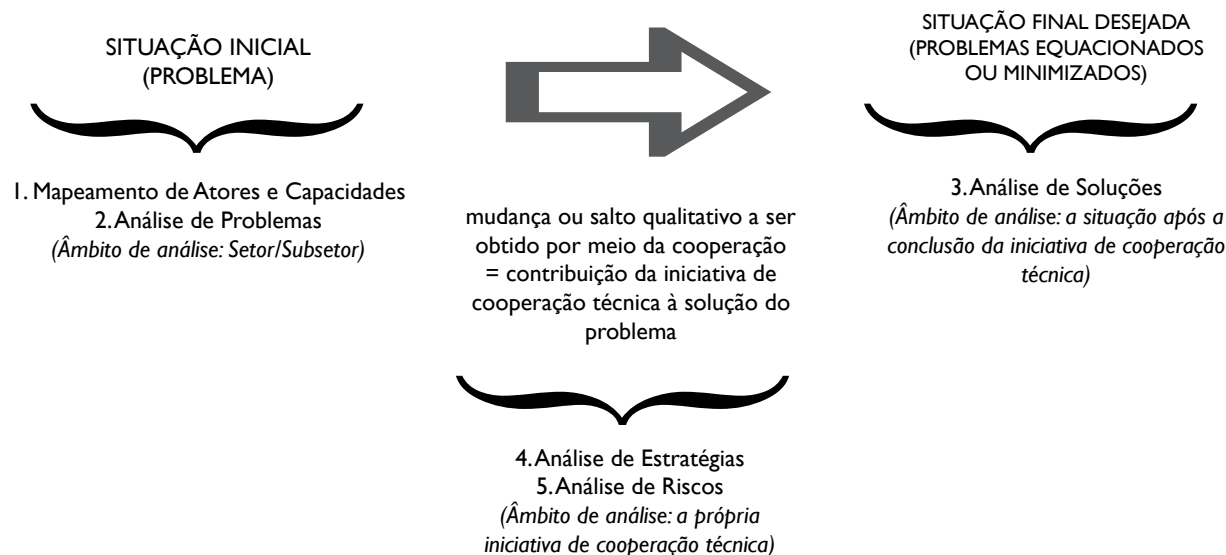 SITUAÇÃO INICIAL
(PROBLEMA)
1. Mapeamento de Atores e Capacidades
2. Análise de Problemas
(Âmbito de análise: Setor/Subsetor)
mudança ou salto qualitativo a ser
obtido por meio da cooperação
= contribuição da iniciativa de
cooperação técnica à solução do
problema
4. Análise de Estratégias
5. Análise de Riscos
(Âmbito de análise: a própria
iniciativa de cooperação técnica)
SITUAÇÃO FINAL DESEJADA
(PROBLEMAS EQUACIONADOS
OU MINIMIZADOS)
3. Análise de Soluções
(Âmbito de análise: a situação após a
conclusão da iniciativa de cooperação
técnica)